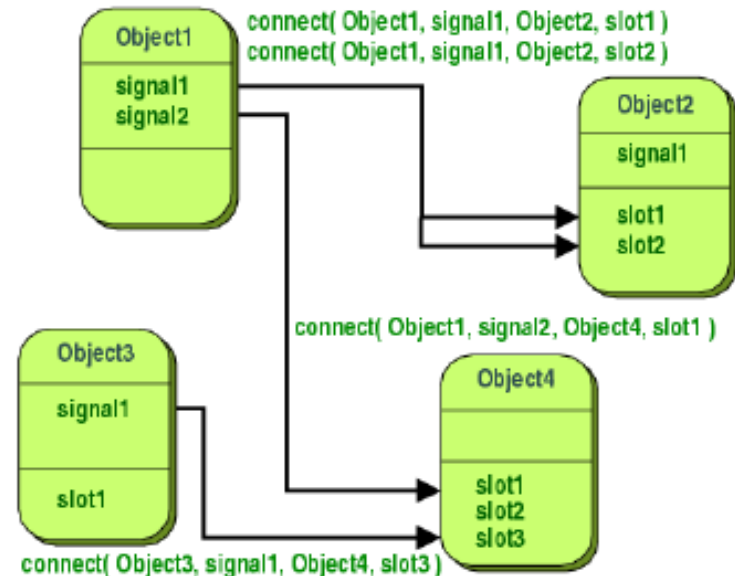 Object1
signal1
signal2
connect( Object1, signal1, Object2, slot1 )
connect( Object1, signal1, Object2, slot2 )
Object2
signal1
slot1
slot2
connect( Object1, signal2, Object4, slot1 )
Object3
signal1
slot1
Object4
slot1
slot2
slot3
connect( Object3, signal1, Object4, slot3 )